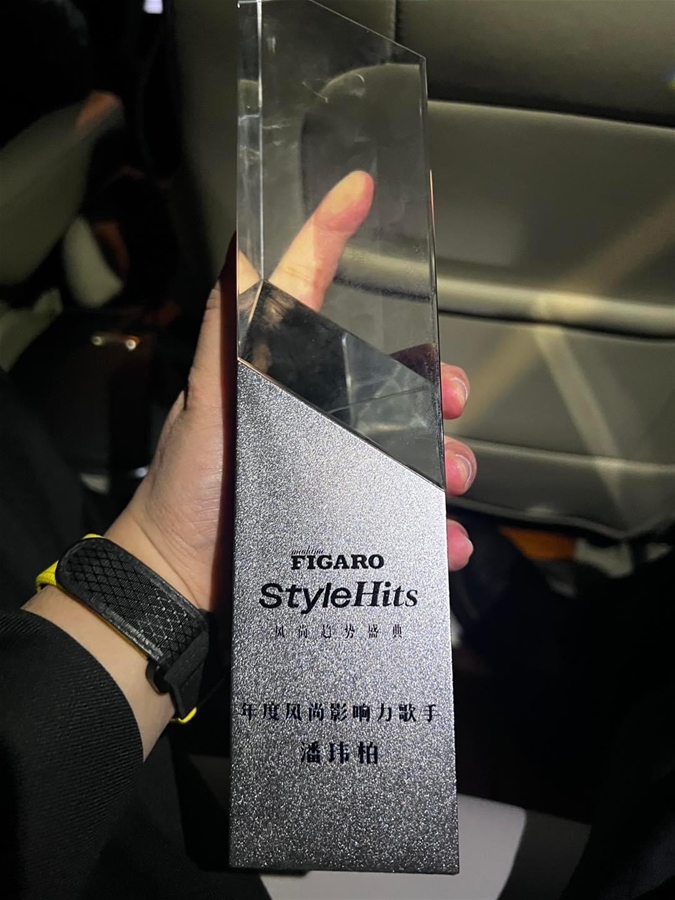 madame
FIGARO
StyleHits
风尚趋势盛典
年度风尚影响力歌手
潘玮柏